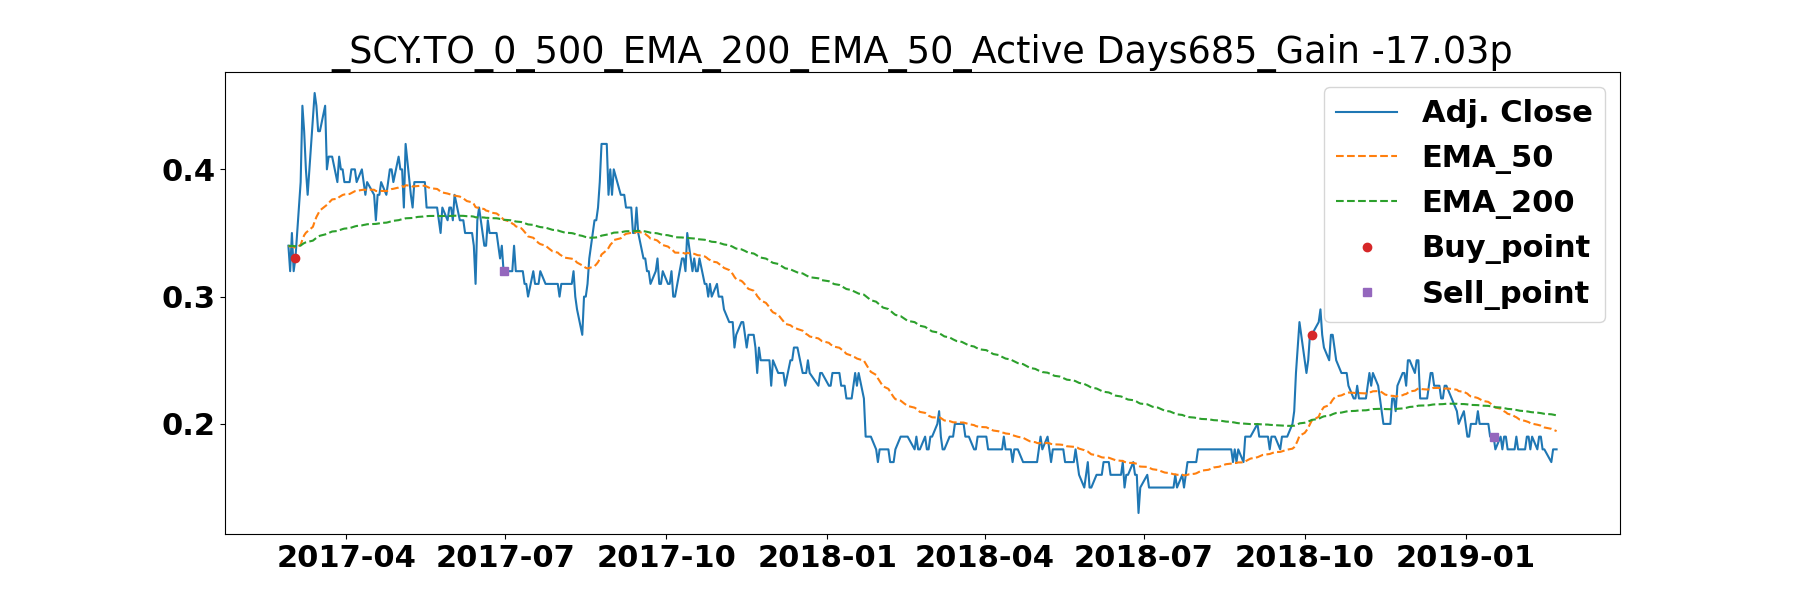 _SCY.TO_0_500_EMA_200_EMA_50_Active Days685_Gain -17.03p
Adj. Close
EMA_50
EMA_200
Buy_point
Sell_point
0.4
0.3
0.2
2017-04 2017-07 2017-10 2018-01 2018-04 2018-07 2018-10 2019-01